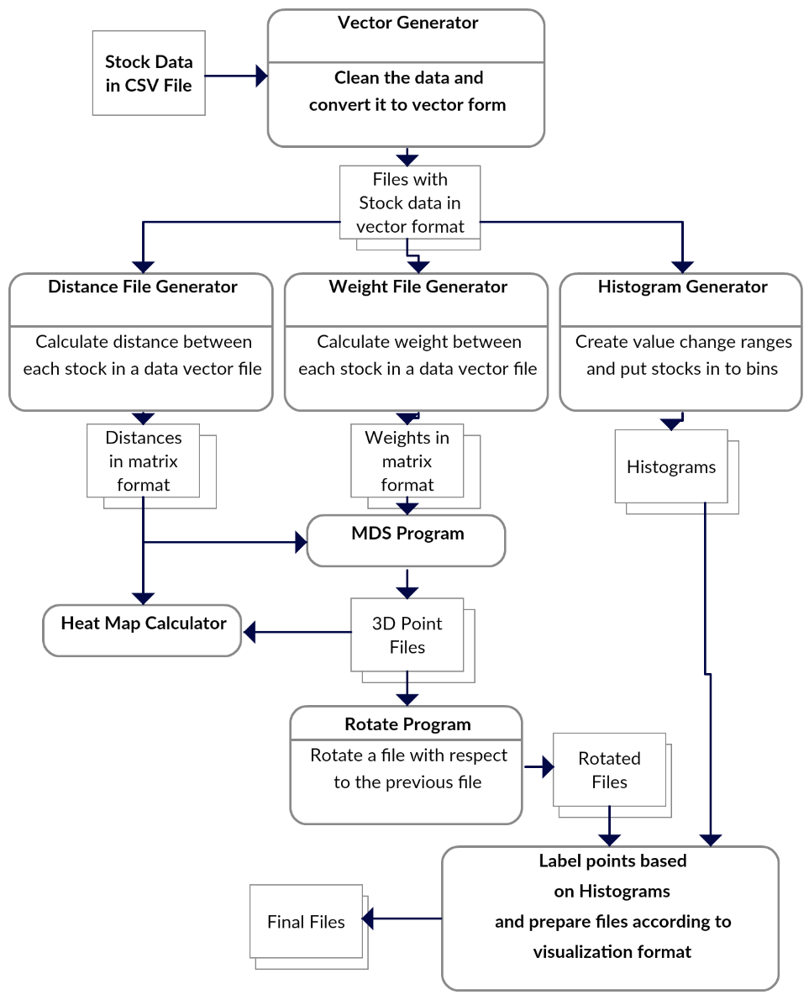 Vector Generator
Stock Data
in CSV File
Clean the data and
convert it to vector form
Files with
Stock data in
vector format
Distance File Generator
Calculate distance between
each stock in a data vector file
Weight File Generator
Calculate weight between
each stock in a data vector file
Histogram Generator
Create value change ranges
and put stocks in to bins
Distances
in matrix
format
Weights in
matrix
format
Histograms
MDS Program
Heat Map Calculator
3D Point
Files
Rotate Program
Rotate a file with respect
to the previous file
Rotated
Files
Label points based
on Histograms
and prepare files according to
visualization format
Final Files